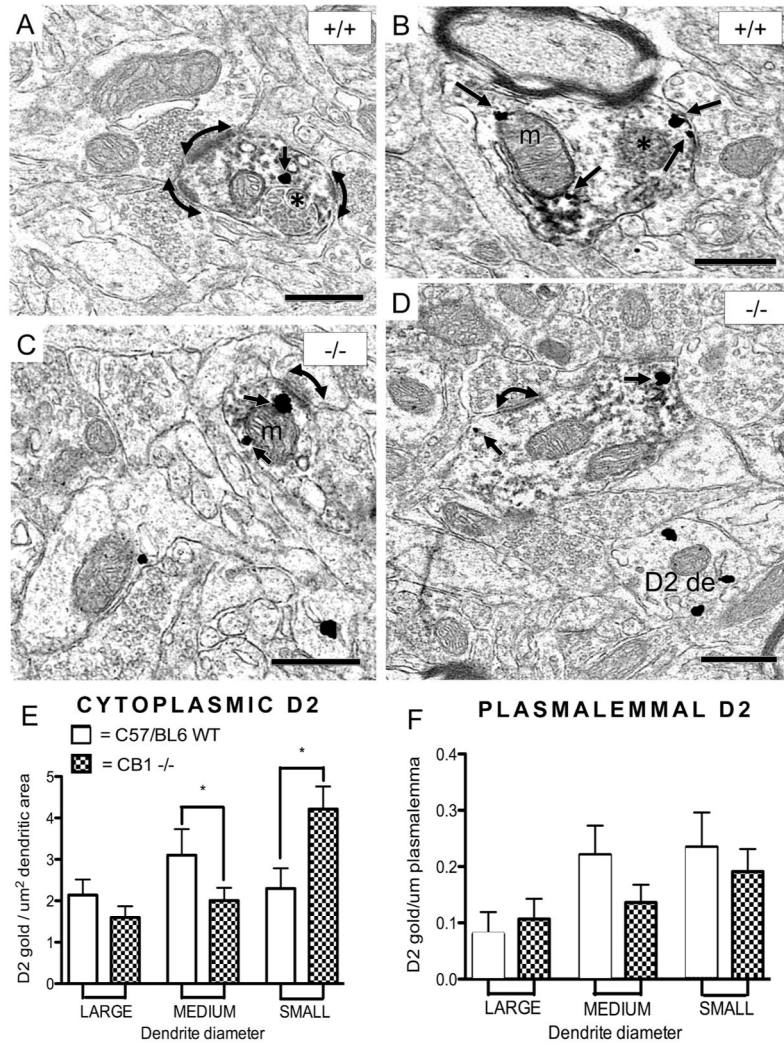 A
+/+
*
B
+/+
m
*
C
-/-
m
D
-/-
D2 de
E
CYTOPLASMIC D2
= C57/BL6 WT
= CB1 -/-
*
*
D2 gold / um² dendritic area
5
4
3
2
1
0
LARGE
MEDIUM
SMALL
Dendrite diameter
F
PLASMALEMMAL D2
D2 gold/um plasmalemma
0.4
0.3
0.2
0.1
0.0
LARGE
MEDIUM
SMALL
Dendrite diameter